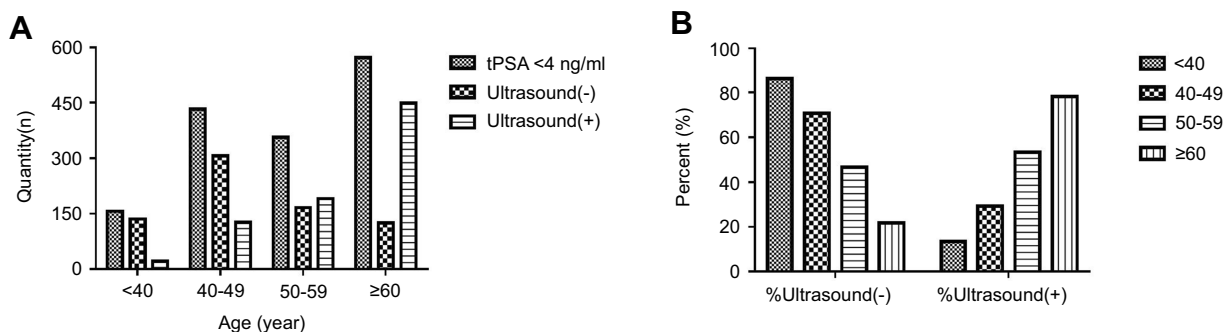 A
600
450
300
150
0
Quantity(n)
<40
40-49
50-59
≥60
Age (year)
tPSA <4 ng/ml
Ultrasound(-)
Ultrasound(+)
B
100
80
60
40
20
0
Percent (%)
%Ultrasound(-)
%Ultrasound(+)
<40
40-49
50-59
≥60